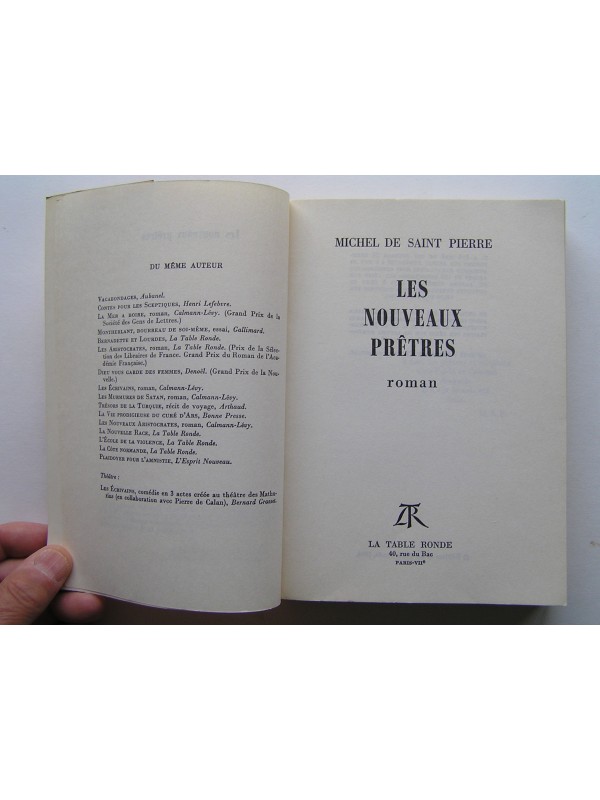 DU MÊME AUTEUR
VAGABONDAGES, Aubanel.
CONTES POUR LES SCEPTIQUES, Henri Lefebvre.
LA MER A BOIRE, roman, Calmann-Lévy. (Grand Prix de la
Société des Gens de Lettres.)
MONTHERLANT, BOURREAU DE SOI-MÊME, essai, Gallimard.
BERNADETTE ET LOURDES, La Table Ronde.
LES ARISTOCRATES, roman, La Table Ronde. (Prix de la Sélec-
tion des Libraires de France. Grand Prix du Roman de l'Aca-
démie Française.)
DIEU VOUS GARDE DES FEMMES, Denoël. (Grand Prix de la Nou-
velle.)
LES ÉCRIVAINS, roman, Calmann-Lévy.
LES MURMURES DE SATAN, roman, Calmann-Lévy.
TRÉSORS DE LA TURQUIE, récit de voyage, Arthaud.
LA VIE PRODIGIEUSE DU CURÉ D'ARS, Bonne Presse.
LES NOUVEAUX ARISTOCRATES, roman, Calmann-Lévy.
LA NOUVELLE RACE, La Table Ronde.
L'ÉCOLE DE LA VIOLENCE, La Table Ronde.
LA CÔTE NORMANDE, La Table Ronde.
PLAIDOYER POUR L'AMNISTIE, L'Esprit Nouveau.
Théâtre :
LES ÉCRIVAINS, comédie en 3 actes créée au théâtre des Mathu-
rins (en collaboration avec Pierre de Calan), Bernard Grasset.
MICHEL DE SAINT PIERRE
LES
NOUVEAUX
PRÊTRES
roman
TR
LA TABLE RONDE
40, rue du Bac
PARIS-VIIe